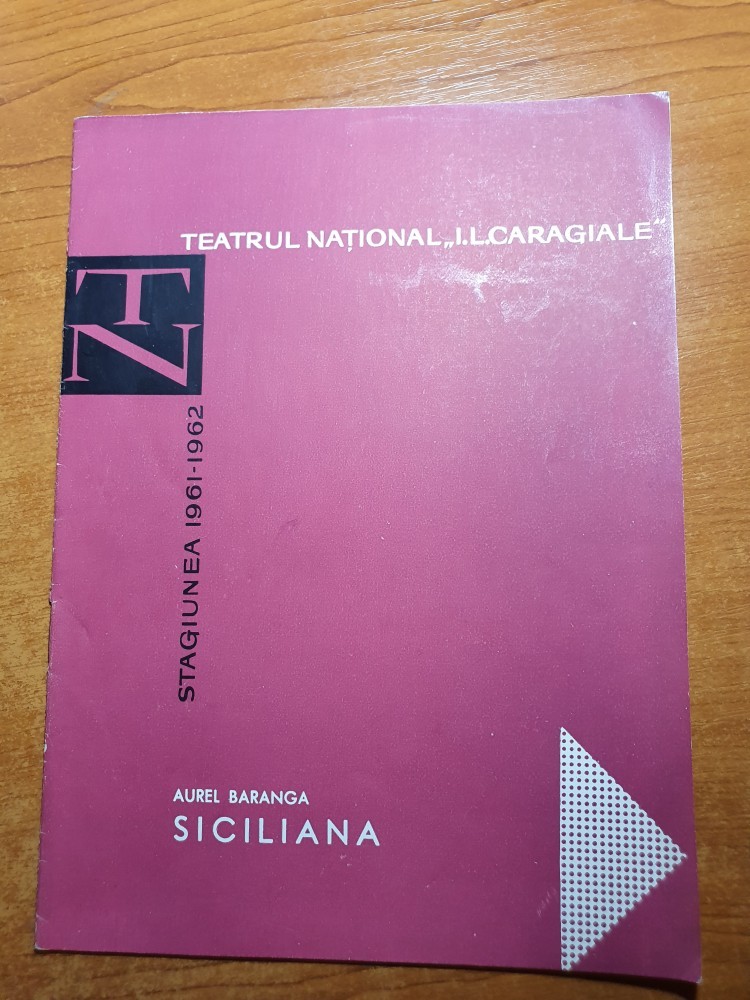 TEATRUL NAȚIONAL „I.L.CARAGIALE"
TN
STAGIUNEA 1961-1962
AUREL BARANGA
SICILIANA